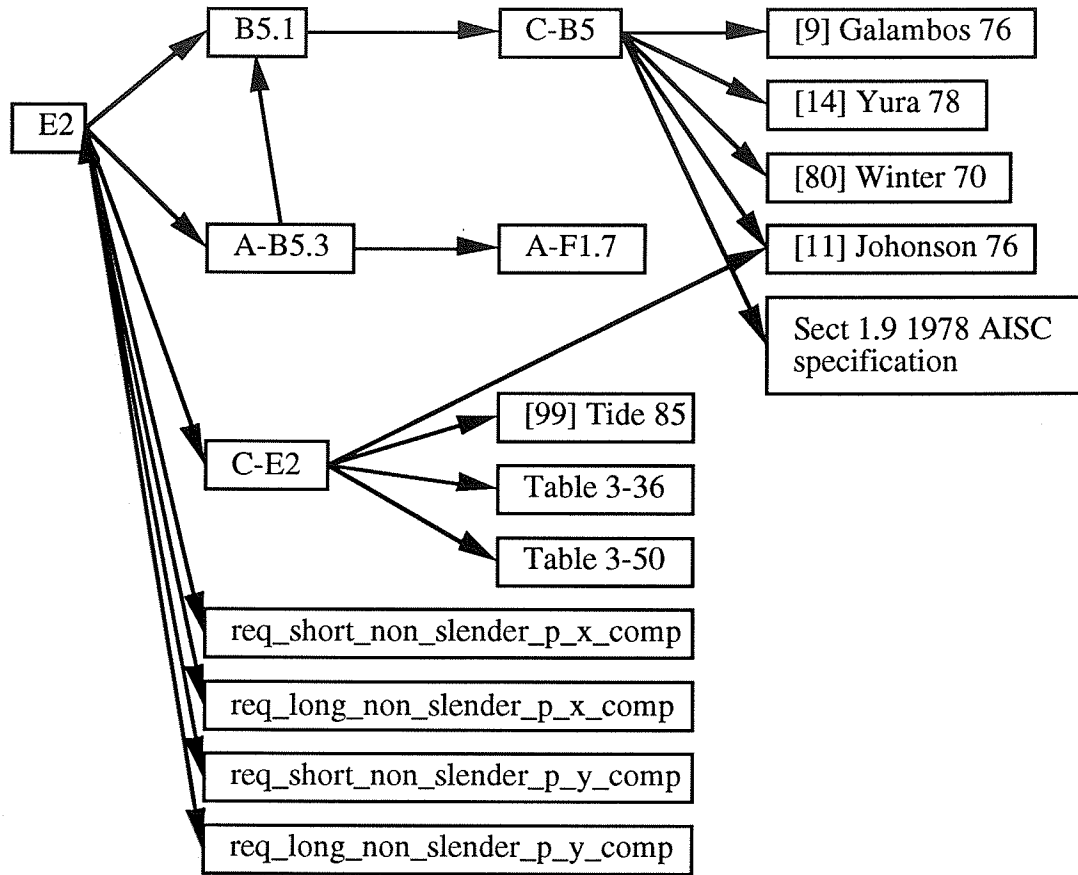 B5.1
C-B5
[9] Galambos 76
E2
[14] Yura 78
[80] Winter 70
A-B5.3
A-F1.7
[11] Johonson 76
Sect 1.9 1978 AISC
specification
[99] Tide 85
C-E2
Table 3-36
Table 3-50
req_short_non_slender_p_x_comp
req_long_non_slender_p_x_comp
req_short_non_slender_p_y_comp
req_long_non_slender_p_y_comp